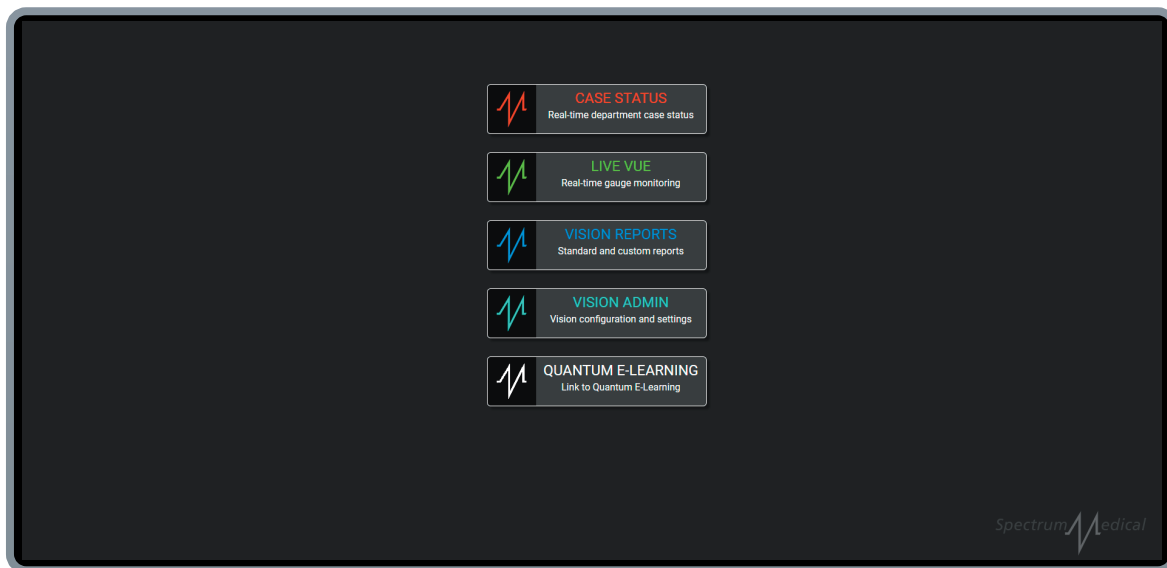 CASE STATUS
Real-time department case status
LIVE VUE
Real-time gauge monitoring
VISION REPORTS
Standard and custom reports
VISION ADMIN
Vision configuration and settings
QUANTUM E-LEARNING
Link to Quantum E-Learning
Spectrum Medical